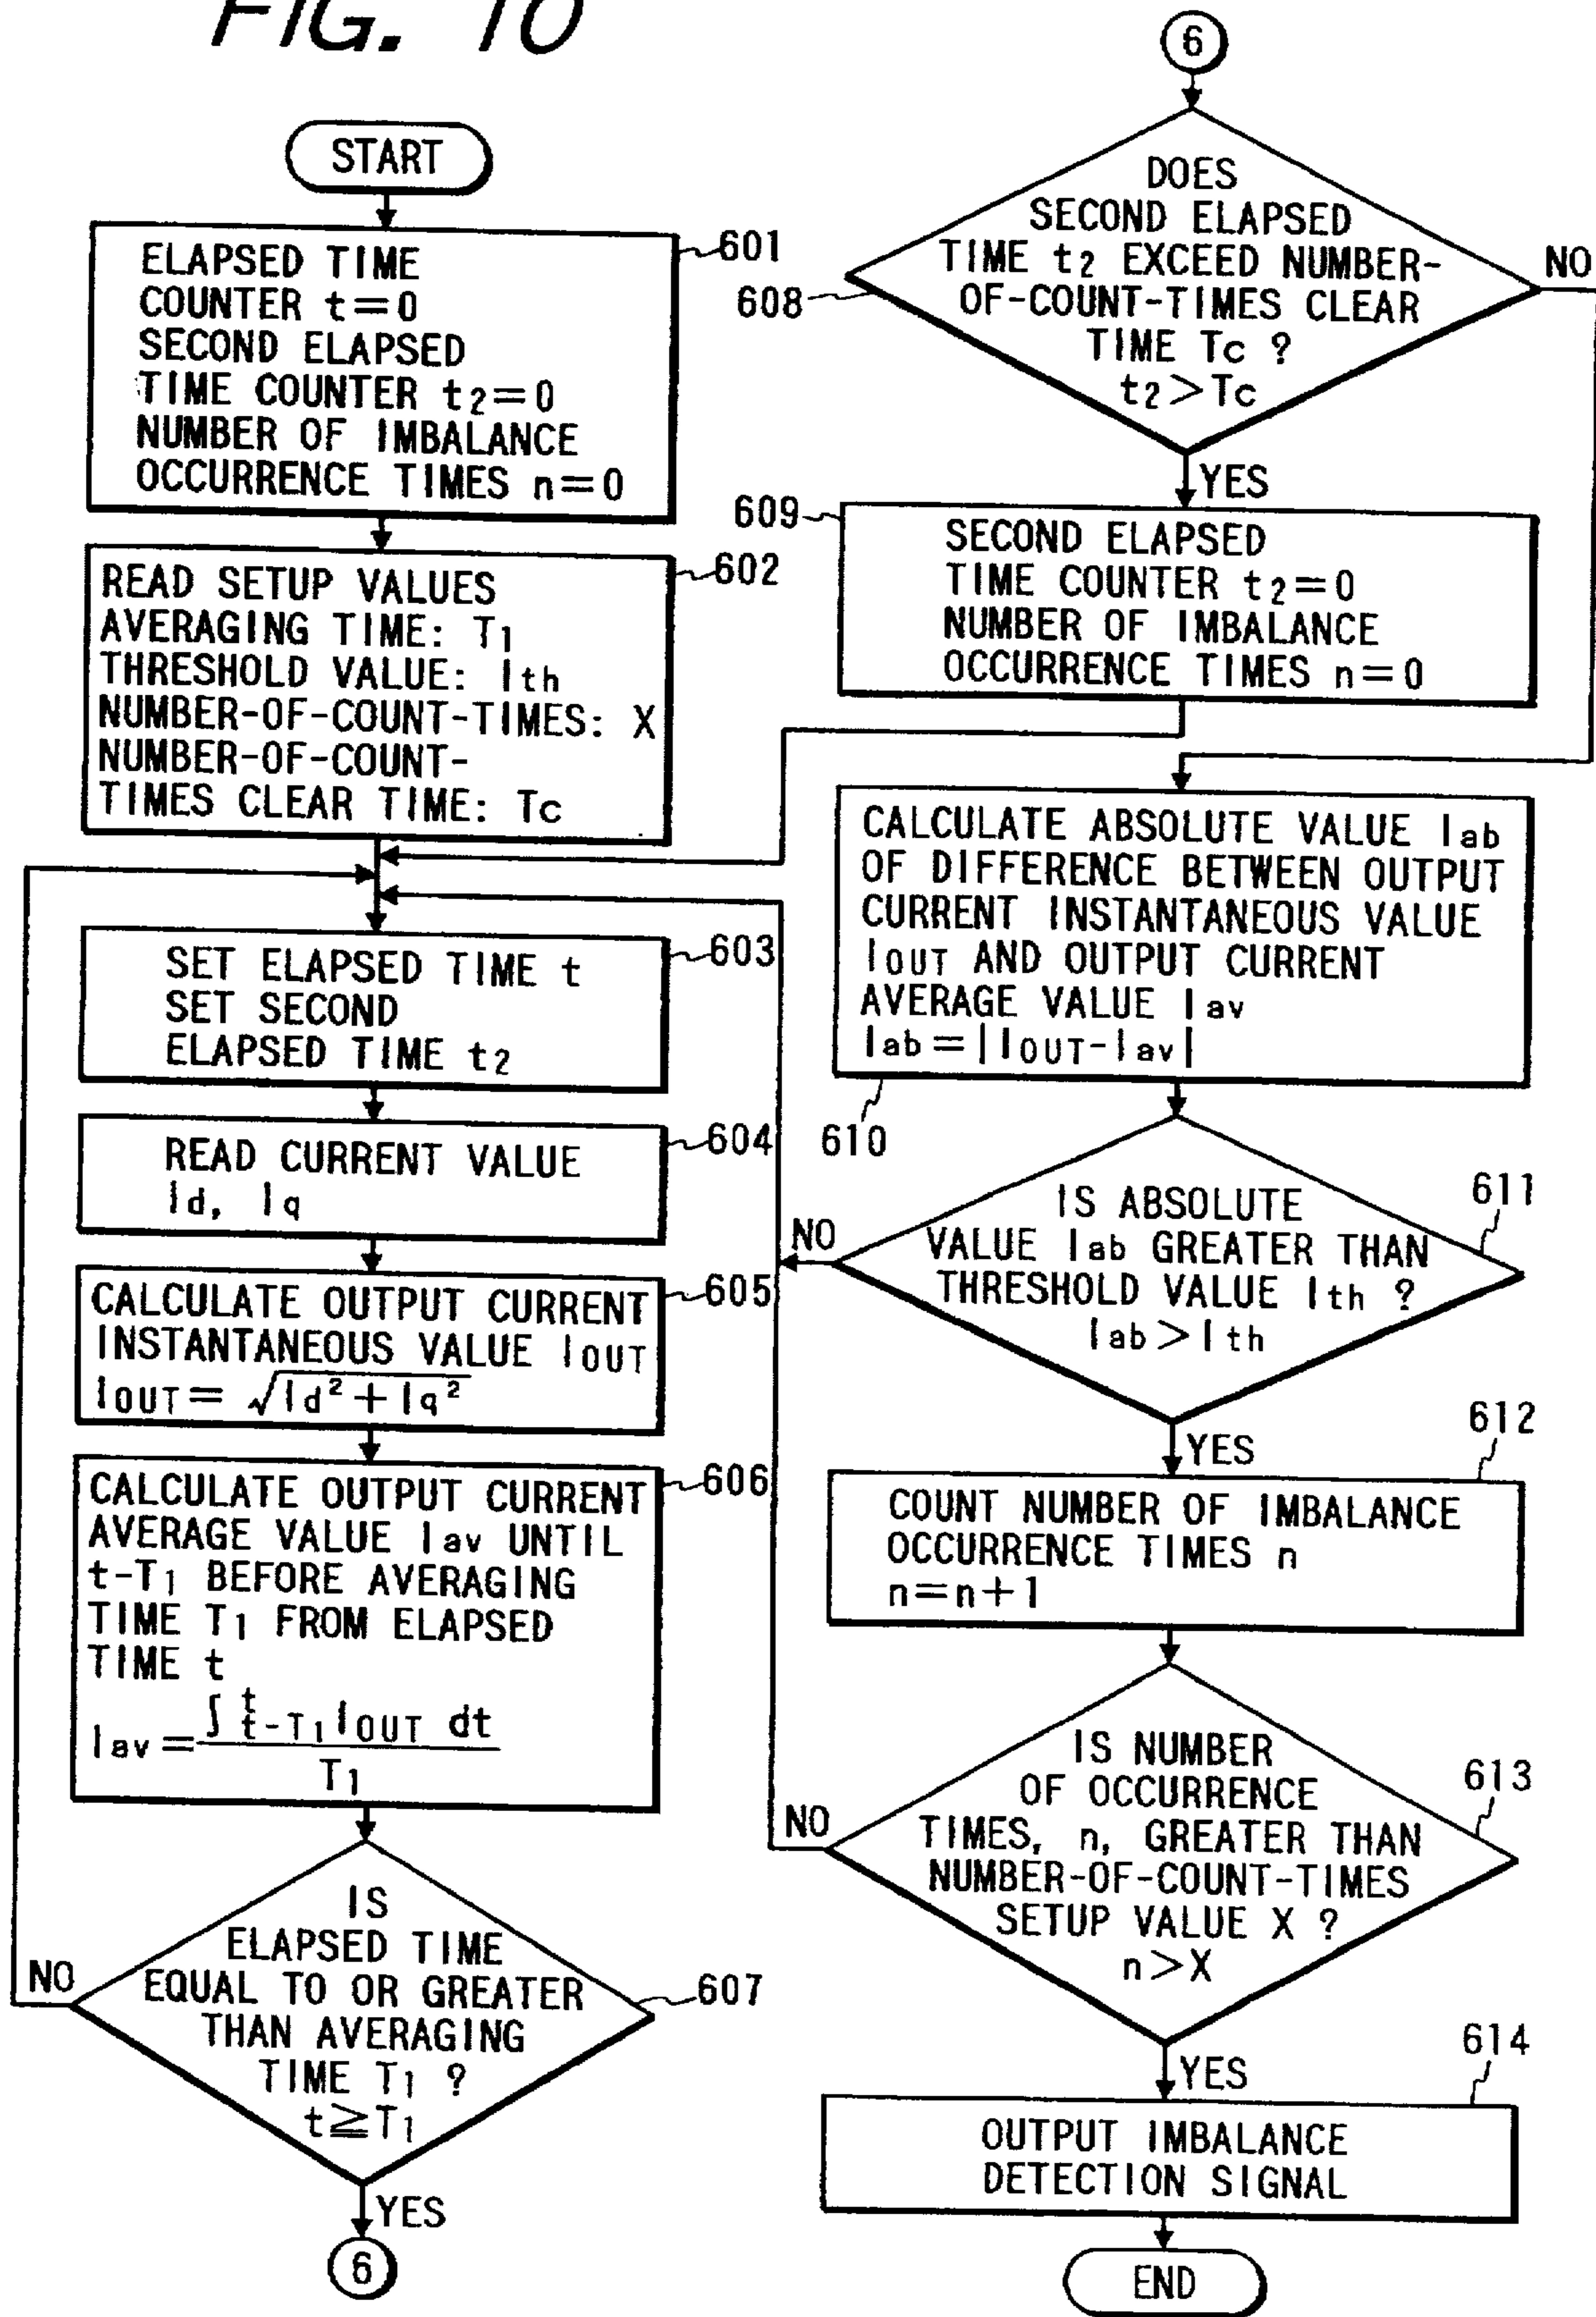 FIG. 10
START
601
ELAPSED TIME
COUNTER t=0
SECOND ELAPSED
TIME COUNTER t2=0
NUMBER OF IMBALANCE
OCCURRENCE TIMES n=0
602
READ SETUP VALUES
AVERAGING TIME: T1
THRESHOLD VALUE: Ith
NUMBER-OF-COUNT-TIMES: X
NUMBER-OF-COUNT-
TIMES CLEAR TIME: Tc
603
SET ELAPSED TIME t
SET SECOND
ELAPSED TIME t2
604
READ CURRENT VALUE
Id, Iq
605
CALCULATE OUTPUT CURRENT
INSTANTANEOUS VALUE IOUT
IOUT= √Id²+Iq²
606
CALCULATE OUTPUT CURRENT
AVERAGE VALUE Iav UNTIL
t-T1 BEFORE AVERAGING
TIME T1 FROM ELAPSED
TIME t
Iav = ∫ t t-T1 IOUT dt
T1
607
IS
ELAPSED TIME
EQUAL TO OR GREATER
THAN AVERAGING
TIME T1 ?
t≧T1
NO
YES
6
6
608
DOES
SECOND ELAPSED
TIME t2 EXCEED NUMBER-
OF-COUNT-TIMES CLEAR
TIME Tc ?
t2>Tc
NO
YES
609
SECOND ELAPSED
TIME COUNTER t2=0
NUMBER OF IMBALANCE
OCCURRENCE TIMES n=0
CALCULATE ABSOLUTE VALUE Iab
OF DIFFERENCE BETWEEN OUTPUT
CURRENT INSTANTANEOUS VALUE
IOUT AND OUTPUT CURRENT
AVERAGE VALUE Iav
Iab=|IOUT-Iav|
610
611
IS ABSOLUTE
VALUE Iab GREATER THAN
THRESHOLD VALUE Ith ?
Iab>Ith
NO
YES
612
COUNT NUMBER OF IMBALANCE
OCCURRENCE TIMES n
n=n+1
613
IS NUMBER
OF OCCURRENCE
TIMES, n, GREATER THAN
NUMBER-OF-COUNT-TIMES
SETUP VALUE X ?
n>X
NO
YES
614
OUTPUT IMBALANCE
DETECTION SIGNAL
END